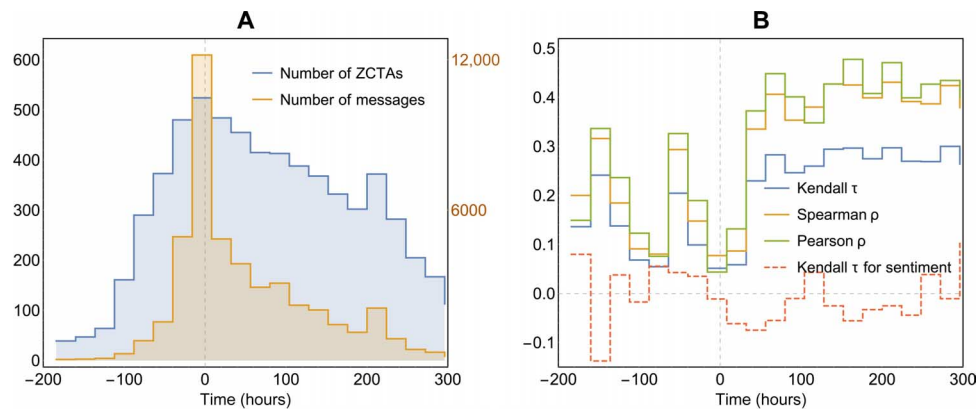 A
600
500
400
300
200
100
0
12,000
6000
Number of ZCTAs
Number of messages
−200
−100
0
100
200
300
Time (hours)
B
0.5
0.4
0.3
0.2
0.1
0.0
−0.1
Kendall τ
Spearman ρ
Pearson ρ
Kendall τ for sentiment
−200
−100
0
100
200
300
Time (hours)